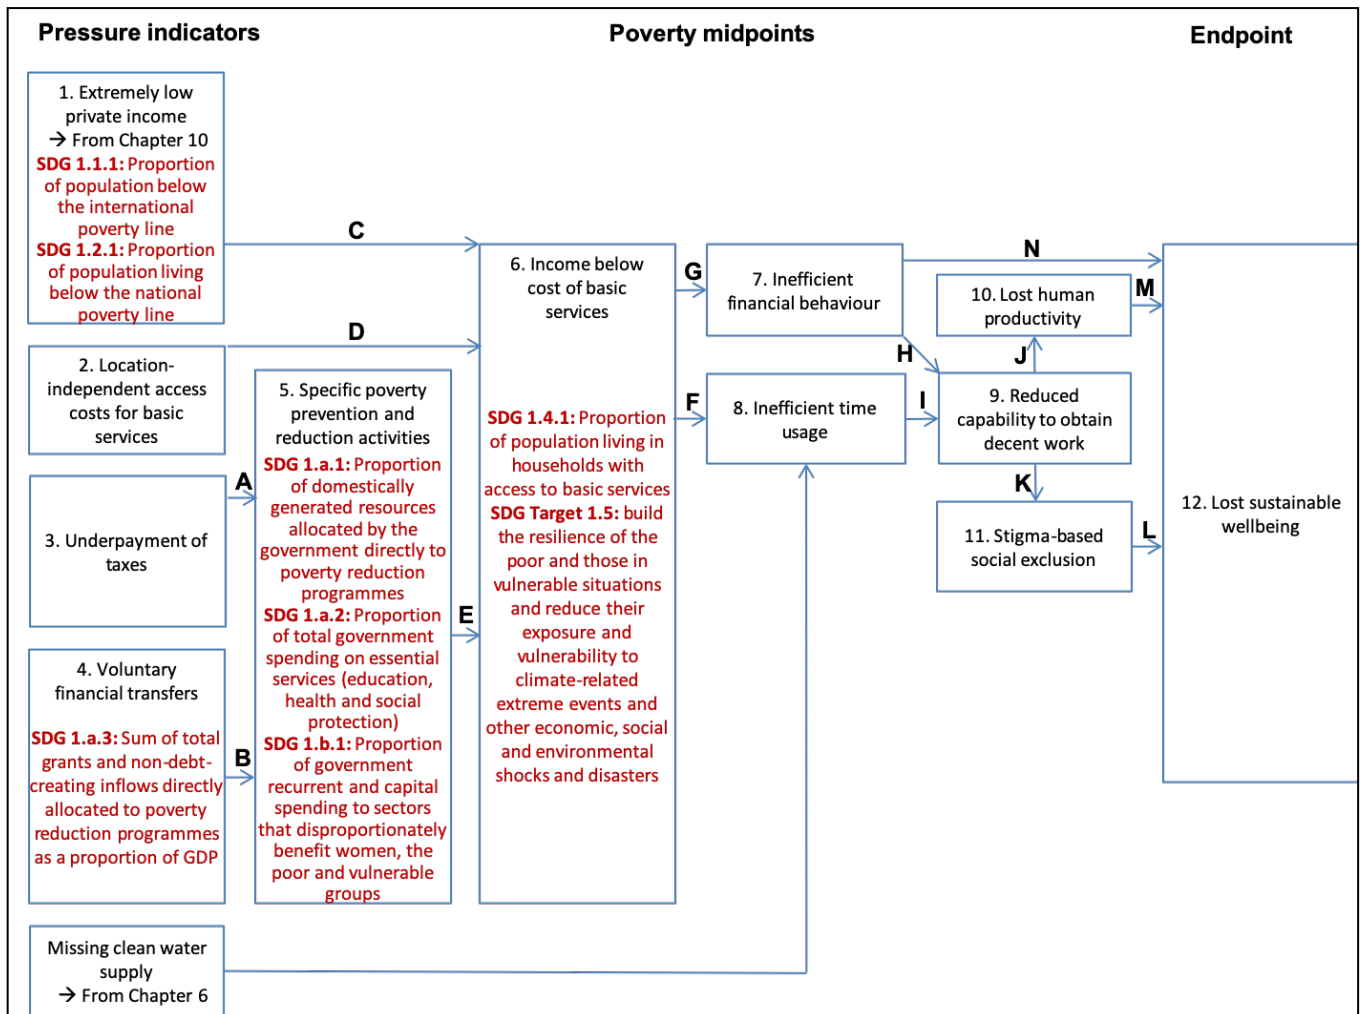 Pressure indicators
Poverty midpoints
Endpoint
1. Extremely low
private income
→ From Chapter 10
SDG 1.1.1: Proportion
of population below
the international
poverty line
SDG 1.2.1: Proportion
of population living
below the national
poverty line
C
D
2. Location-
independent access
costs for basic
services
3. Underpayment of
taxes
A
4. Voluntary
financial transfers
SDG 1.a.3: Sum of total
grants and non-debt-
creating inflows directly
allocated to poverty
reduction programmes
as a proportion of GDP
B
Missing clean water
supply
→ From Chapter 6
5. Specific poverty
prevention and
reduction activities
SDG 1.a.1: Proportion
of domestically
generated resources
allocated by the
government directly to
poverty reduction
programmes
SDG 1.a.2: Proportion
of total government
spending on essential
services (education,
health and social
protection)
SDG 1.b.1: Proportion
of government
recurrent and capital
spending to sectors
that disproportionately
benefit women, the
poor and vulnerable
groups
E
6. Income below
cost of basic
services
SDG 1.4.1: Proportion
of population living in
households with
access to basic services
SDG Target 1.5: build
the resilience of the
poor and those in
vulnerable situations
and reduce their
exposure and
vulnerability to
climate-related
extreme events and
other economic, social
and environmental
shocks and disasters
G
F
7. Inefficient
financial behaviour
8. Inefficient time
usage
N
H
I
10. Lost human
productivity
M
J
9. Reduced
capability to obtain
decent work
K
11. Stigma-based
social exclusion
L
12. Lost sustainable
wellbeing